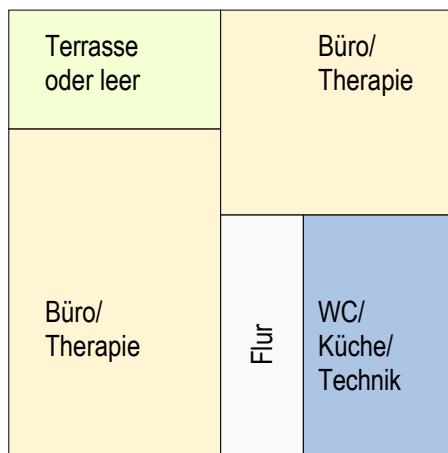 Terrasse
oder leer
Büro/
Therapie
Büro/
Therapie
Flur
WC/
Küche/
Technik